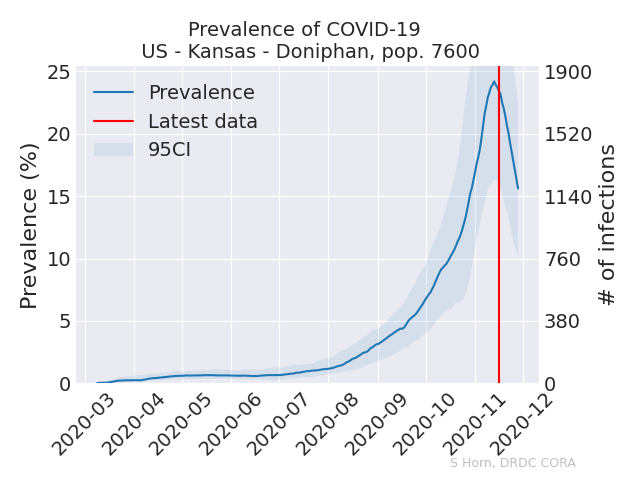 Prevalence of COVID-19
US - Kansas - Doniphan, pop. 7600
Prevalence
Latest data
95CI
Prevalence (%)
25
20
15
10
5
0
1900
1520
1140
760
380
0
# of infections
2020-03
2020-04
2020-05
2020-06
2020-07
2020-08
2020-09
2020-10
2020-11
2020-12
S Horn, DRDC CORA